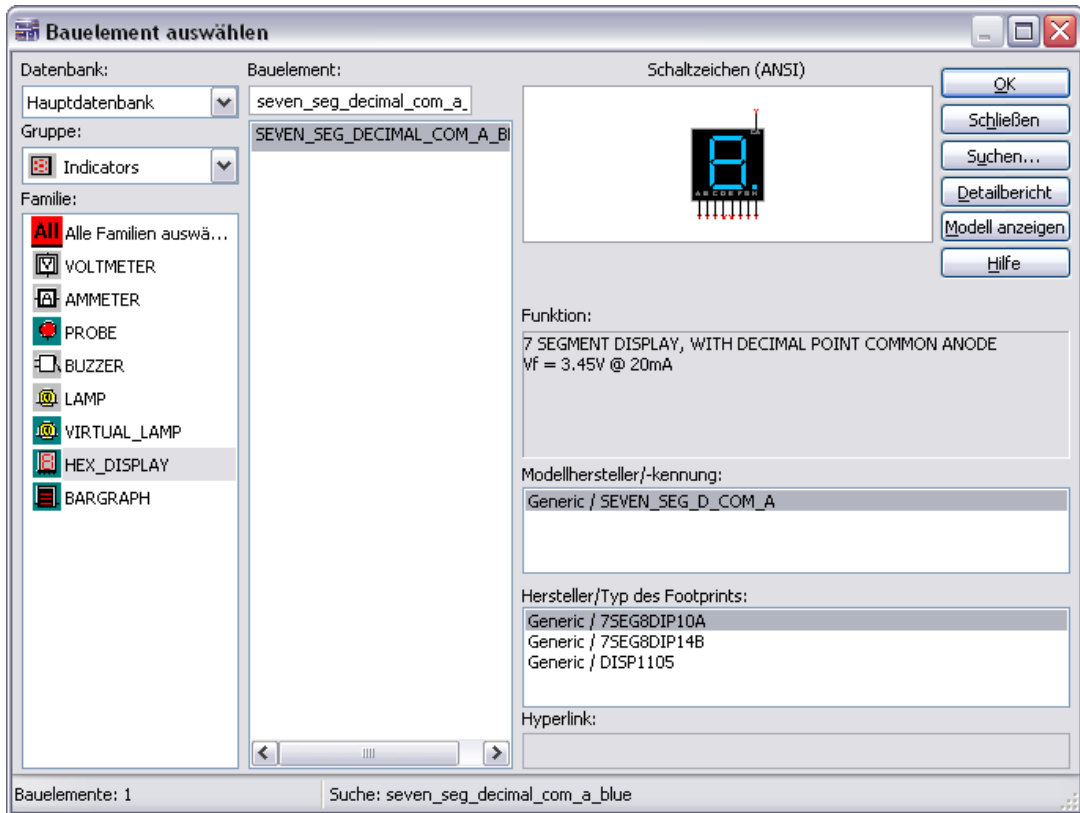 Bauelement auswählen
Datenbank:
Hauptdatenbank
Gruppe:
Indicators
Familie:
All Alle Familien auswä...
VOLTMETER
AMMETER
PROBE
BUZZER
LAMP
VIRTUAL_LAMP
HEX_DISPLAY
BARGRAPH
Bauelement:
seven_seg_decimal_com_a_
SEVEN_SEG_DECIMAL_COM_A_Bl
Schaltzeichen (ANSI)
CA
A B C D E F G H
OK
Schließen
Suchen...
Detailbericht
Modell anzeigen
Hilfe
Funktion:
7 SEGMENT DISPLAY, WITH DECIMAL POINT COMMON ANODE
Vf = 3.45V @ 20mA
Modellhersteller/-kennung:
Generic / SEVEN_SEG_D_COM_A
Hersteller/Typ des Footprints:
Generic / 7SEG8DIP10A
Generic / 7SEG8DIP14B
Generic / DISP1105
Hyperlink:
Bauelemente: 1
Suche: seven_seg_decimal_com_a_blue